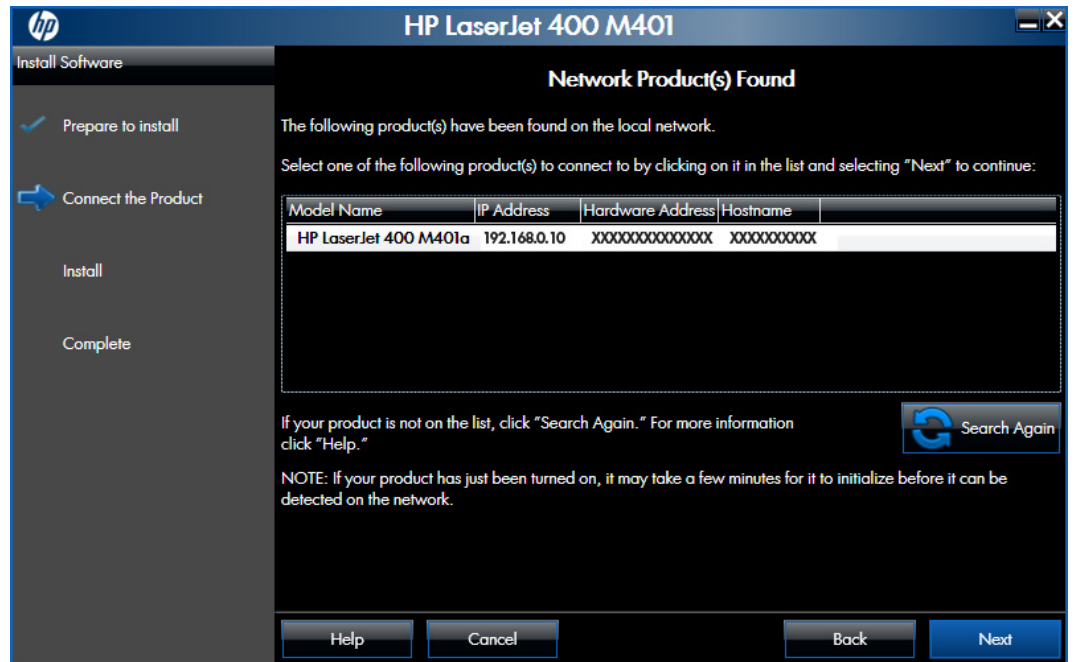 hp
HP LaserJet 400 M401
Install Software
Prepare to install
Connect the Product
Install
Complete
Network Product(s) Found
The following product(s) have been found on the local network.
Select one of the following product(s) to connect to by clicking on it in the list and selecting "Next" to continue:
Model Name IP Address Hardware Address Hostname
HP LaserJet 400 M401a 192.168.0.10 XXXXXXXXXXXXXX XXXXXXXXXX
If your product is not on the list, click "Search Again." For more information
click "Help."
Search Again
NOTE: If your product has just been turned on, it may take a few minutes for it to initialize before it can be
detected on the network.
Help Cancel Back Next